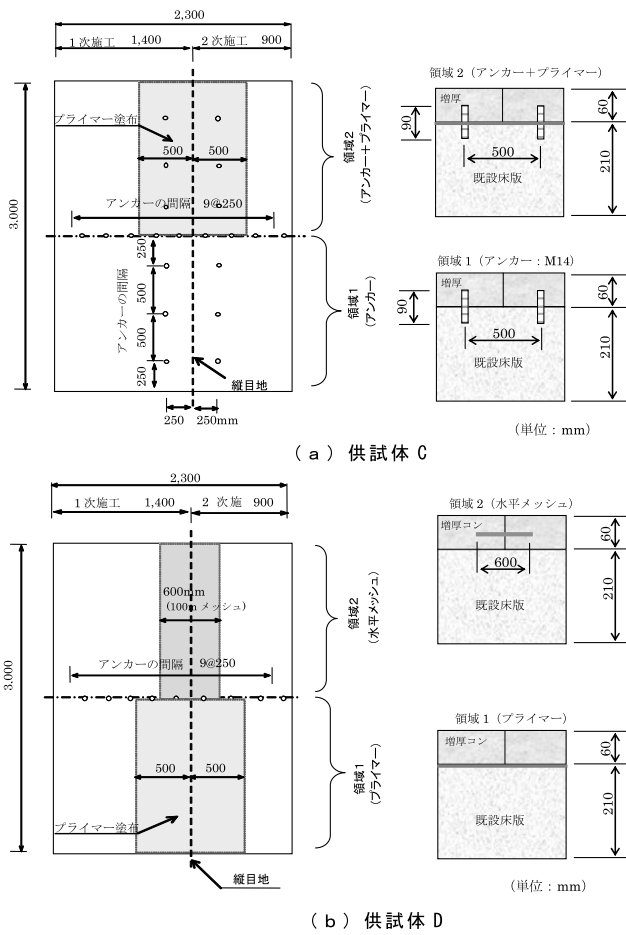 2,300
1次施工 1,400 2次施工 900
プライマー塗布
500 500
アンカーの間隔 9@250
3.000
250
500
500
250
アンカーの間隔
縦目地
250 250mm
領域2
(アンカー＋プライマー)
領域1
(アンカー)
領域 2（アンカー＋プライマー）
増厚
90
500
既設床版
60
210
領域 1（アンカー：M14）
増厚
90
500
既設床版
60
210
（単位：mm）
（a）供試体 C
2,300
1次施工 1,400 2 次施 900
600mm
(100m メッシュ)
アンカーの間隔 9@250
3.000
500 500
プライマー塗布
縦目地
領域2
(水平メッシュ)
領域1
(プライマー)
領域 2（水平メッシュ）
増厚コン
600
既設床版
60
210
領域 1（プライマー）
増厚コン
既設床版
60
210
（単位：mm）
（b）供試体 D